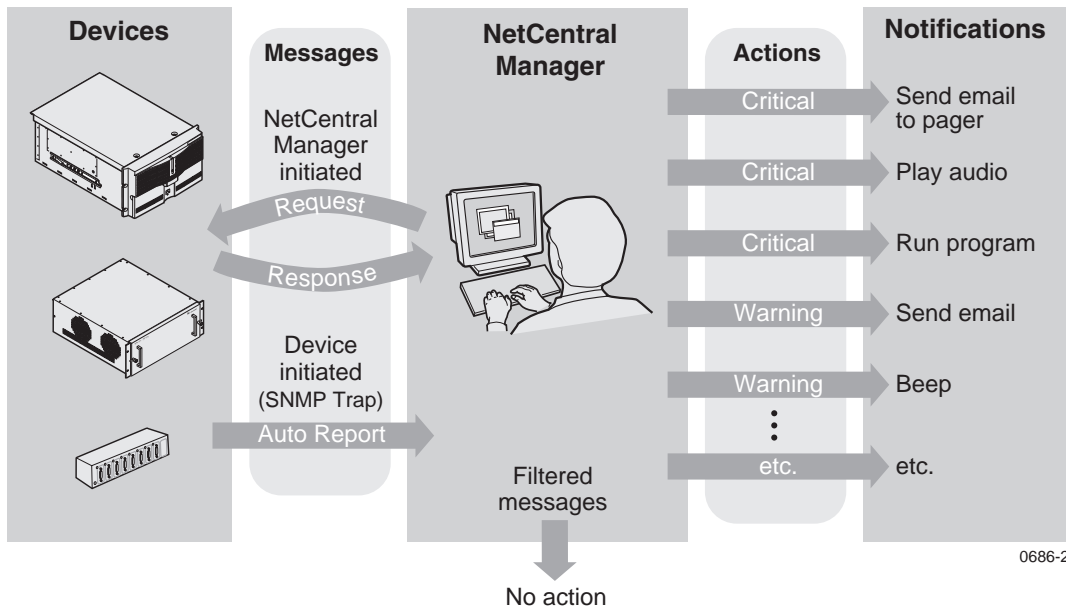 Devices
Messages
NetCentral
Manager
initiated
Request
Response
Device
initiated
(SNMP Trap)
Auto Report
NetCentral
Manager
Filtered
messages
No action
Actions
Critical
Critical
Critical
Warning
Warning
etc.
Notifications
Send email
to pager
Play audio
Run program
Send email
Beep
etc.
0686-2